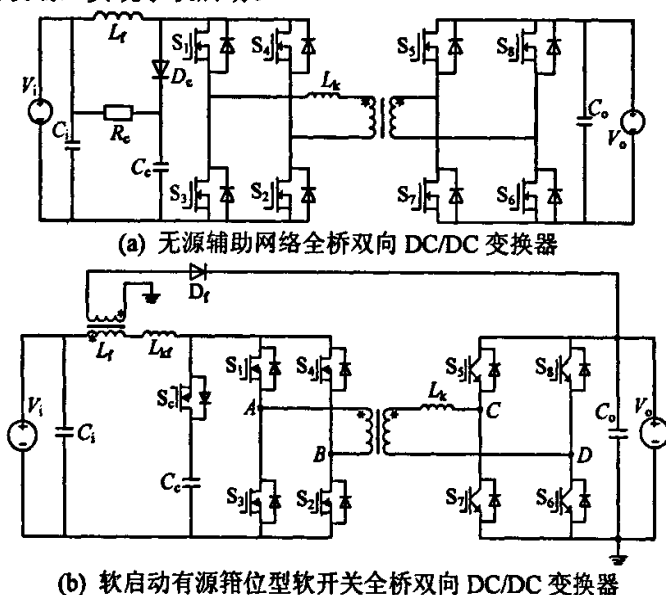 L_f
S_1
S_4
S_5
S_8
D_c
L_k
V_i
R_c
C_i
C_c
C_o
V_o
S_3
S_2
S_7
S_6
(a) 无源辅助网络全桥双向 DC/DC 变换器
D_f
L_f
L_kf
S_1
S_4
S_5
S_8
S_c
L_k
V_i
A
C
C_i
B
D
C_o
V_o
C_c
S_3
S_2
S_7
S_6
(b) 软启动有源箝位型软开关全桥双向 DC/DC 变换器